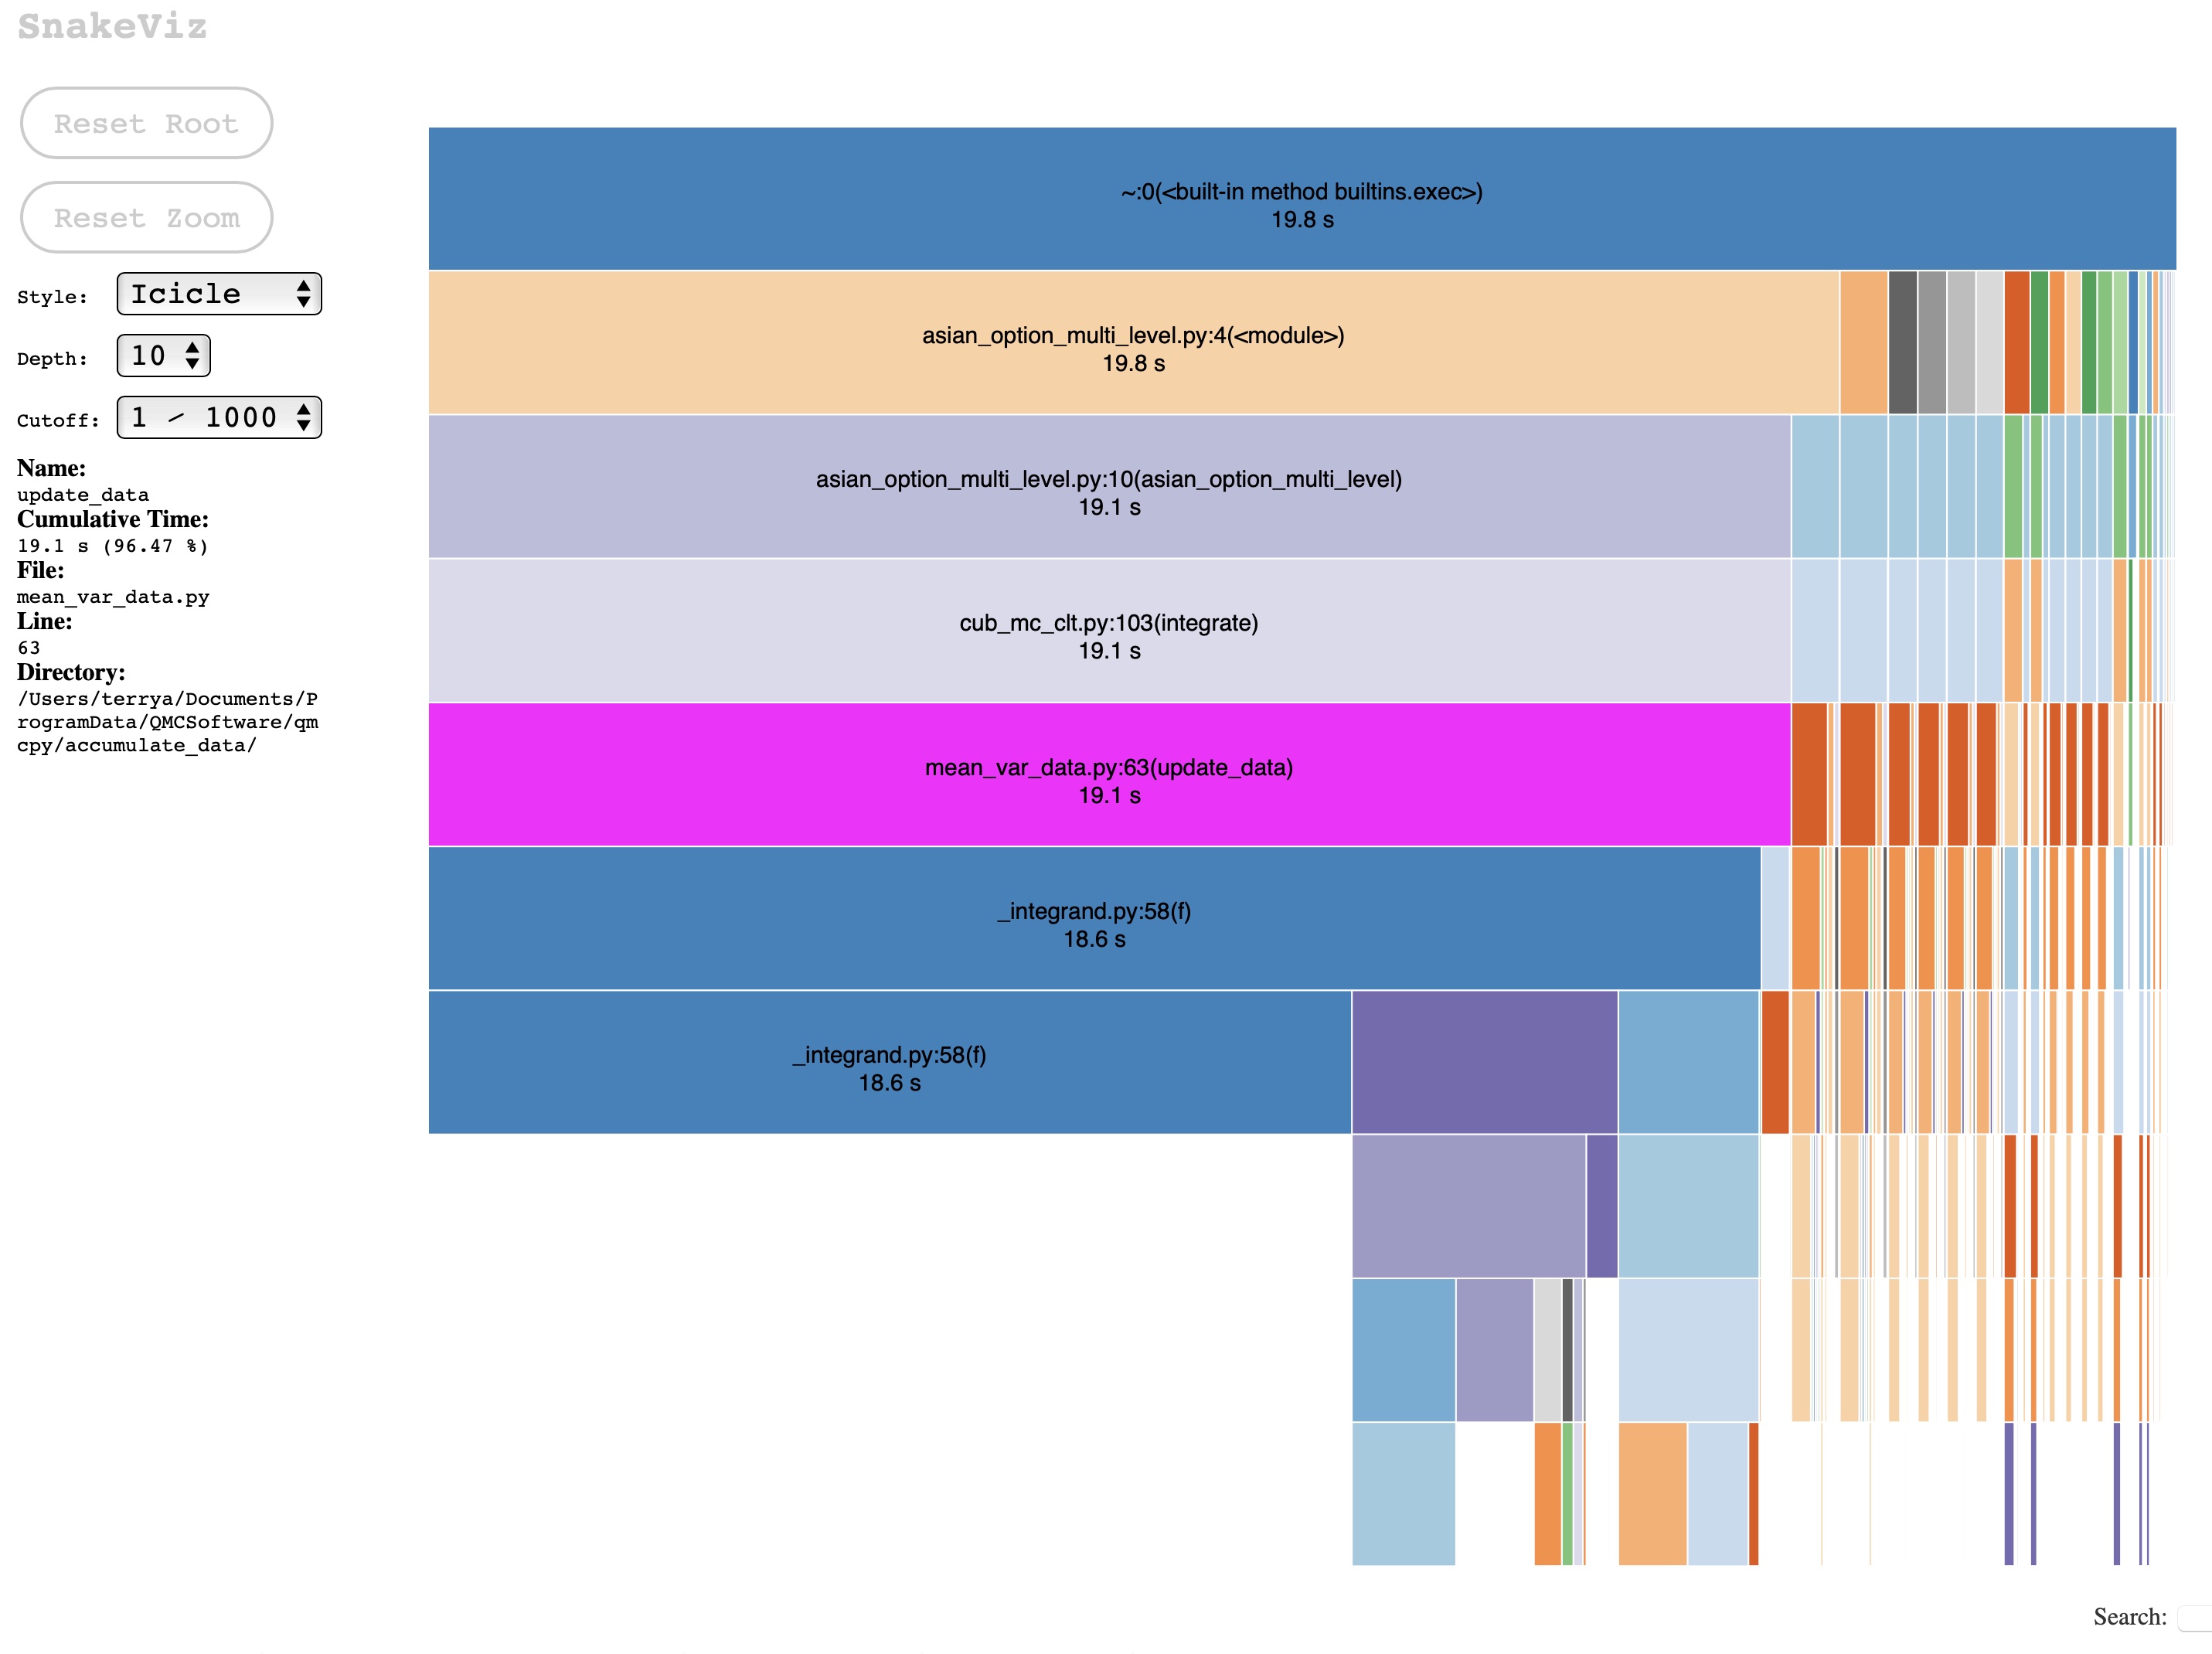 SnakeViz
Reset Root
Reset Zoom
Style: Icicle
Depth: 10
Cutoff: 1 / 1000
Name:
update_data
Cumulative Time:
19.1 s (96.47 %)
File:
mean_var_data.py
Line:
63
Directory:
/Users/terrya/Documents/P
rogramData/QMCSoftware/qm
cpy/accumulate_data/
~:0(<built-in method builtins.exec>)
19.8 s
asian_option_multi_level.py:4(<module>)
19.8 s
asian_option_multi_level.py:10(asian_option_multi_level)
19.1 s
cub_mc_clt.py:103(integrate)
19.1 s
mean_var_data.py:63(update_data)
19.1 s
_integrand.py:58(f)
18.6 s
_integrand.py:58(f)
18.6 s
Search: